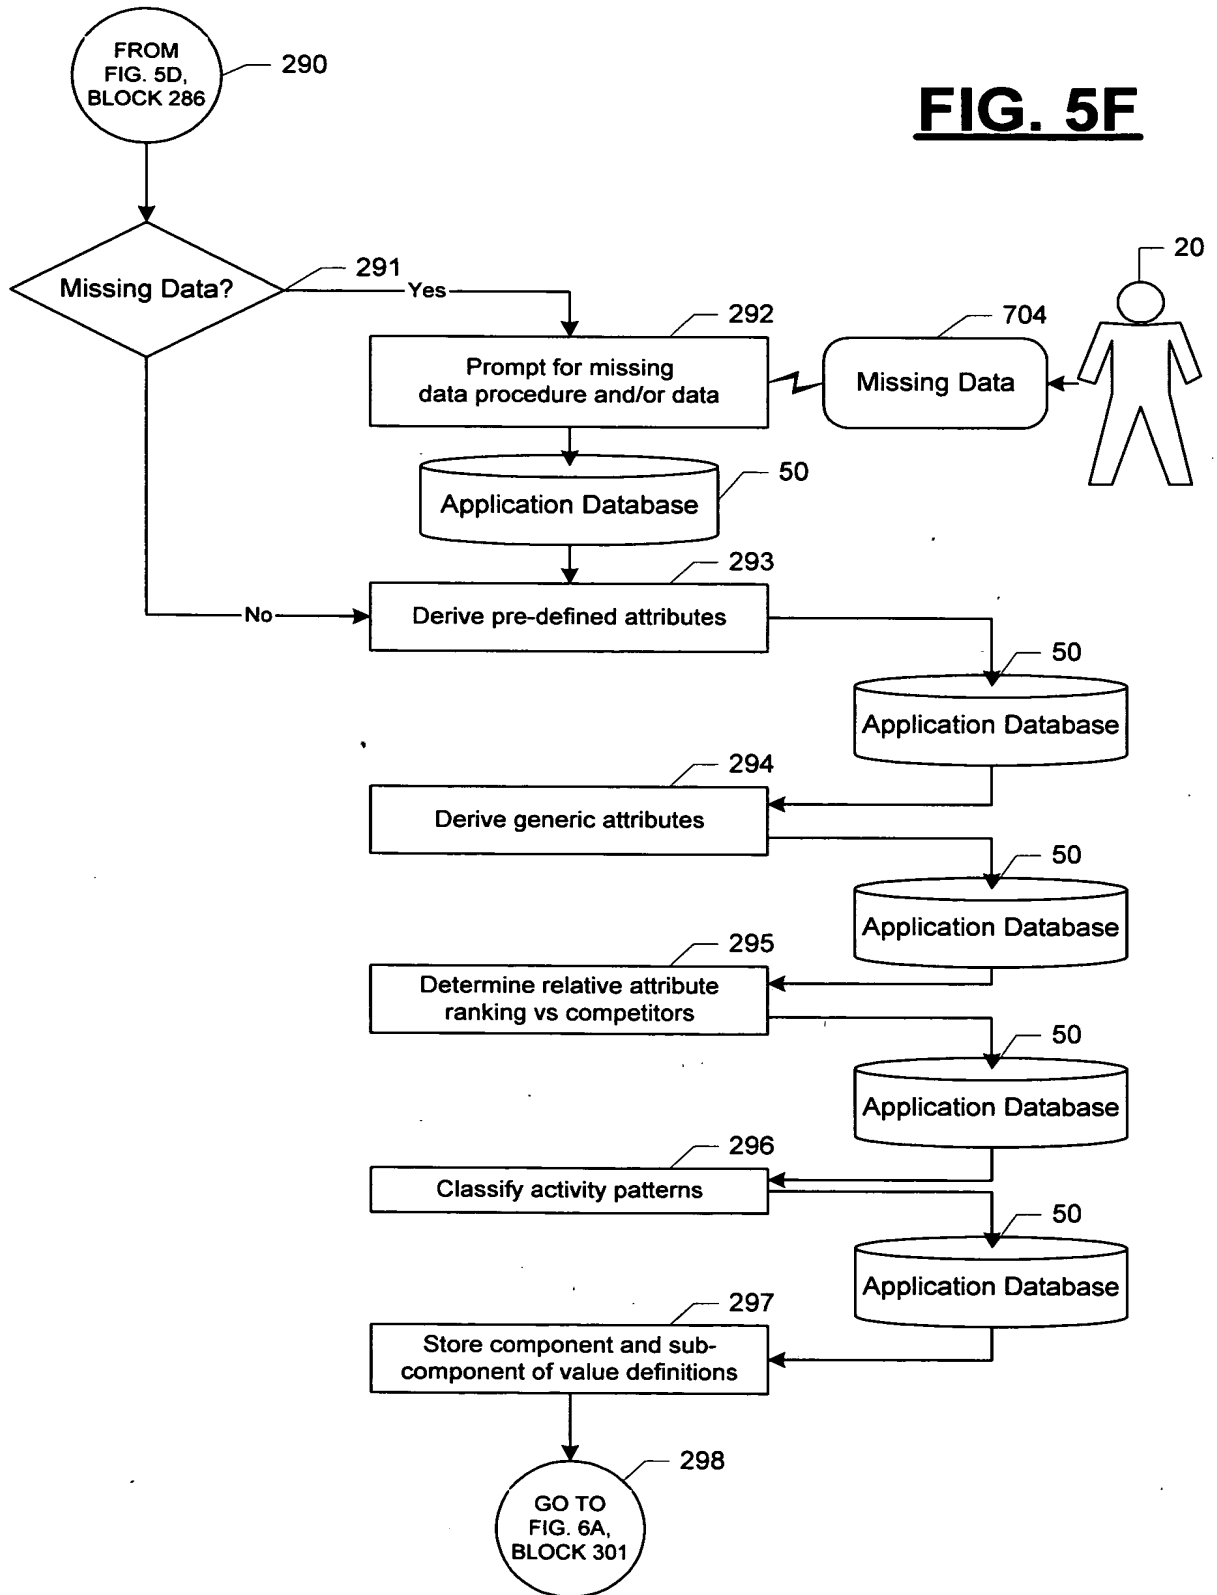 FROM
FIG. 5D,
BLOCK 286
290
FIG. 5F
Missing Data?
291
Yes
20
292
704
Prompt for missing
data procedure and/or data
Missing Data
50
Application Database
293
No
Derive pre-defined attributes
50
Application Database
294
Derive generic attributes
50
Application Database
295
Determine relative attribute
ranking vs competitors
50
Application Database
296
Classify activity patterns
50
Application Database
297
Store component and sub-
component of value definitions
298
GO TO
FIG. 6A,
BLOCK 301